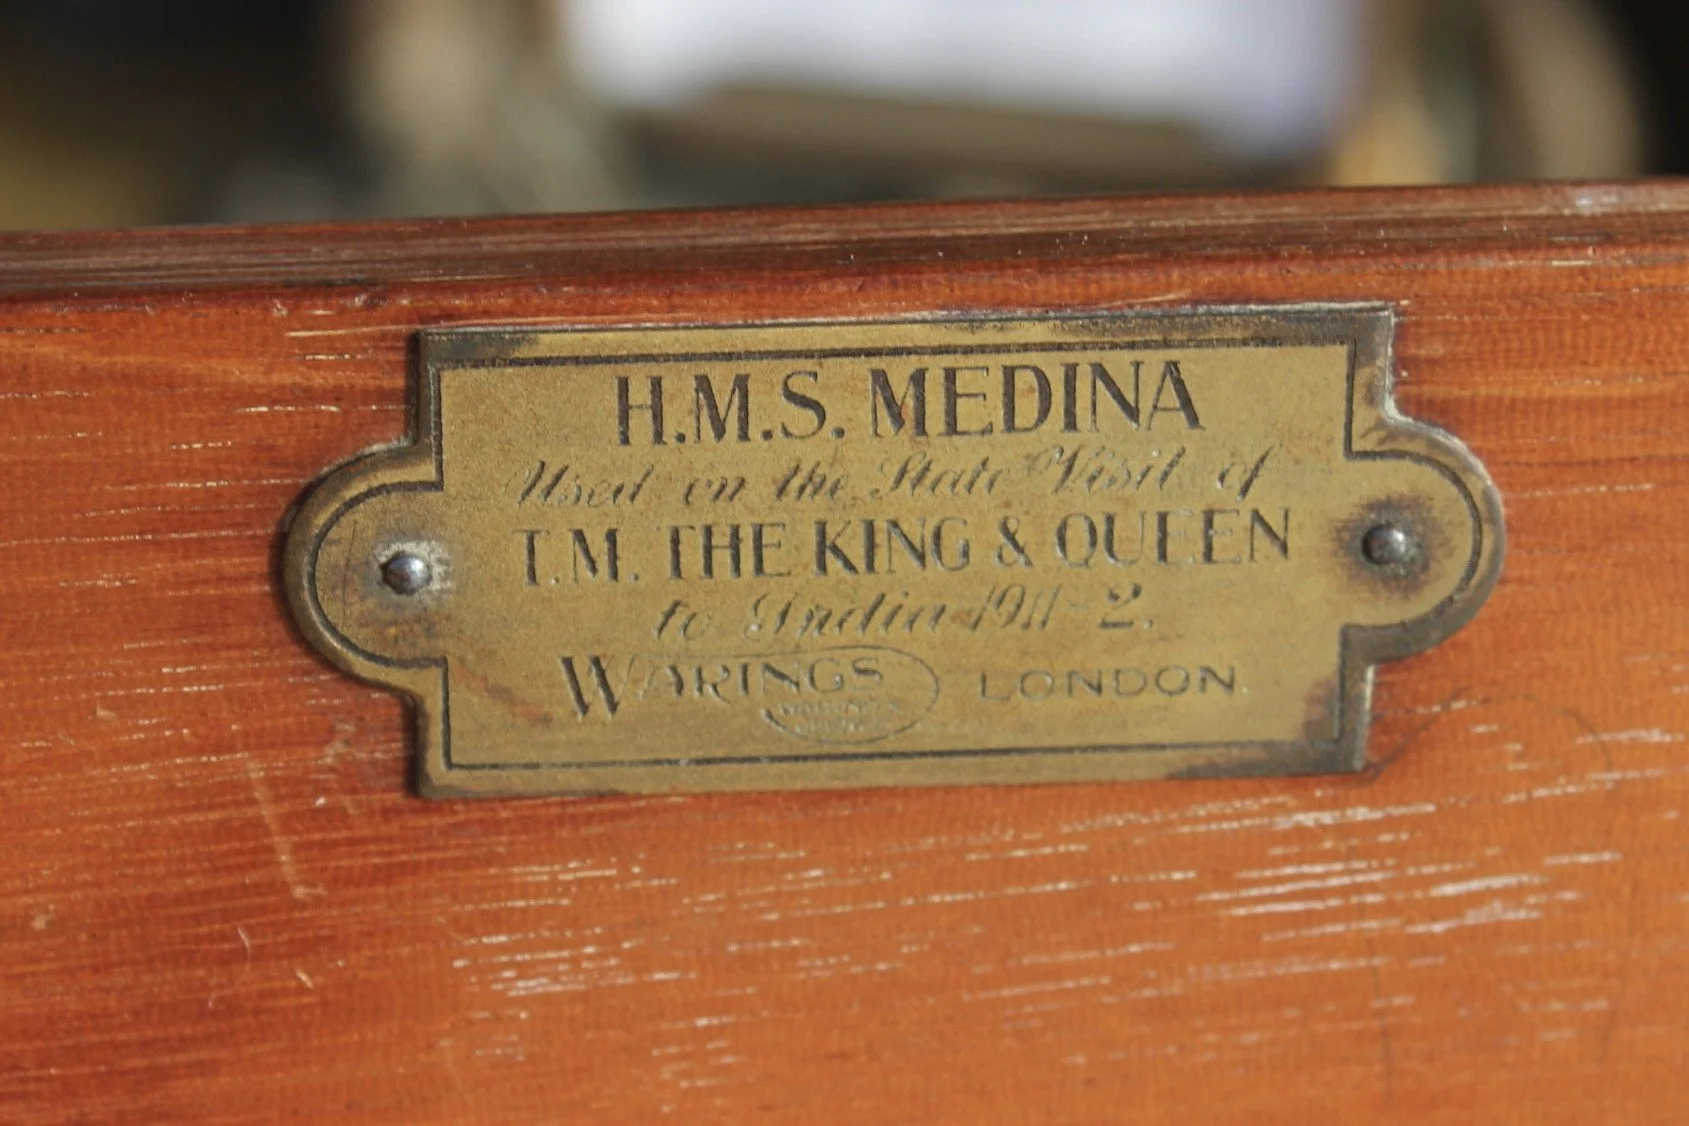 H.M.S. MEDINA
Used on the State Visit of
T.M. THE KING & QUEEN
to India 1911-2.
WARINGS LONDON.